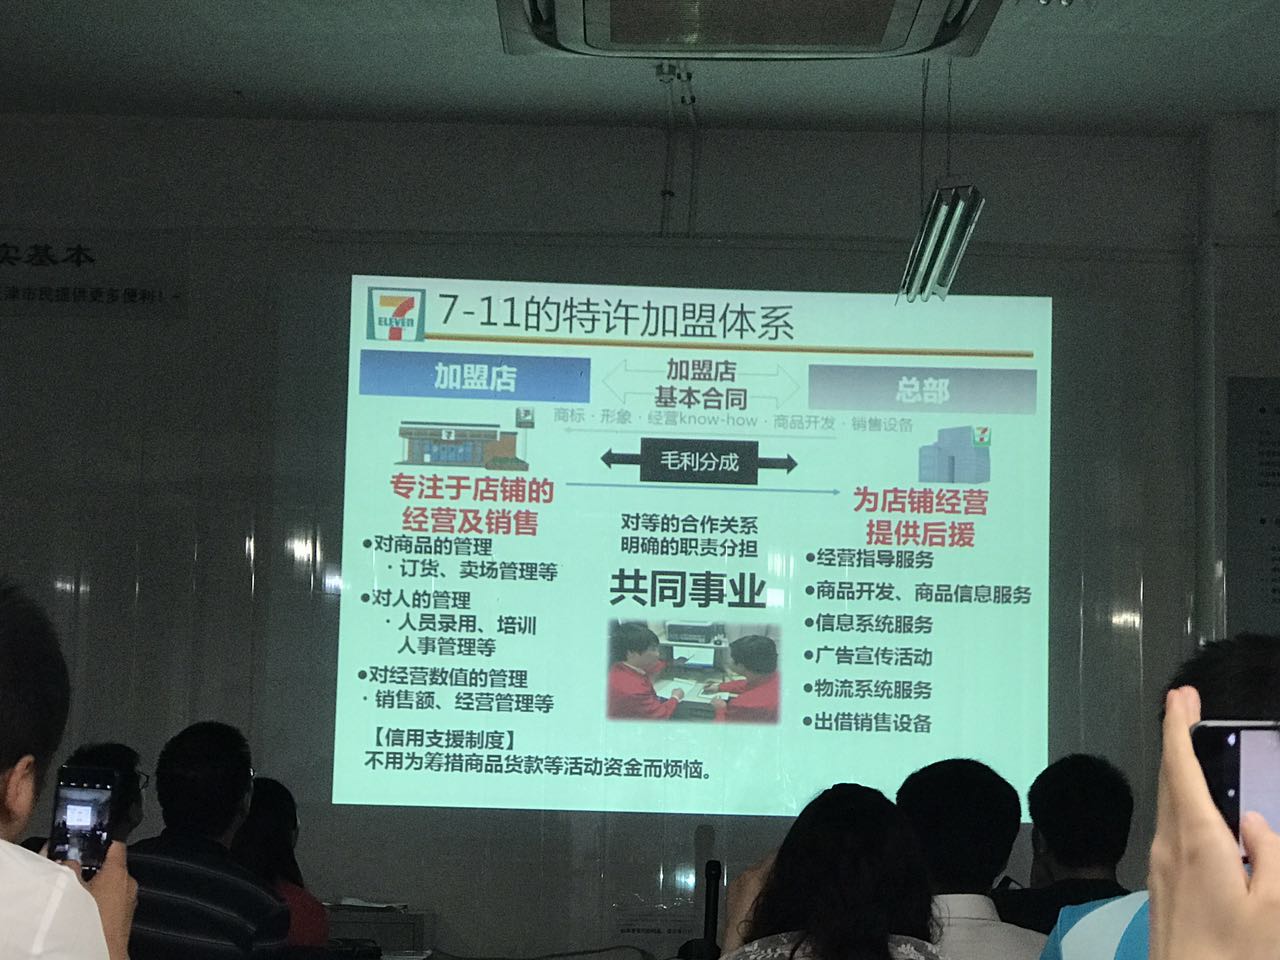 实基本
津市民提供更多便利！
7-11的特许加盟体系
7
ELEVEN
加盟店
加盟店
基本合同
总部
商标·形象·经营know-how·商品开发·销售设备
毛利分成
专注于店铺的
经营及销售
●对商品的管理
·订货、卖场管理等
●对人的管理
·人员录用、培训
人事管理等
●对经营数值的管理
·销售额、经营管理等
【信用支援制度】
不用为筹措商品货款等活动资金而烦恼。
对等的合作关系
明确的职责分担
共同事业
为店铺经营
提供后援
●经营指导服务
●商品开发、商品信息服务
●信息系统服务
●广告宣传活动
●物流系统服务
●出借销售设备